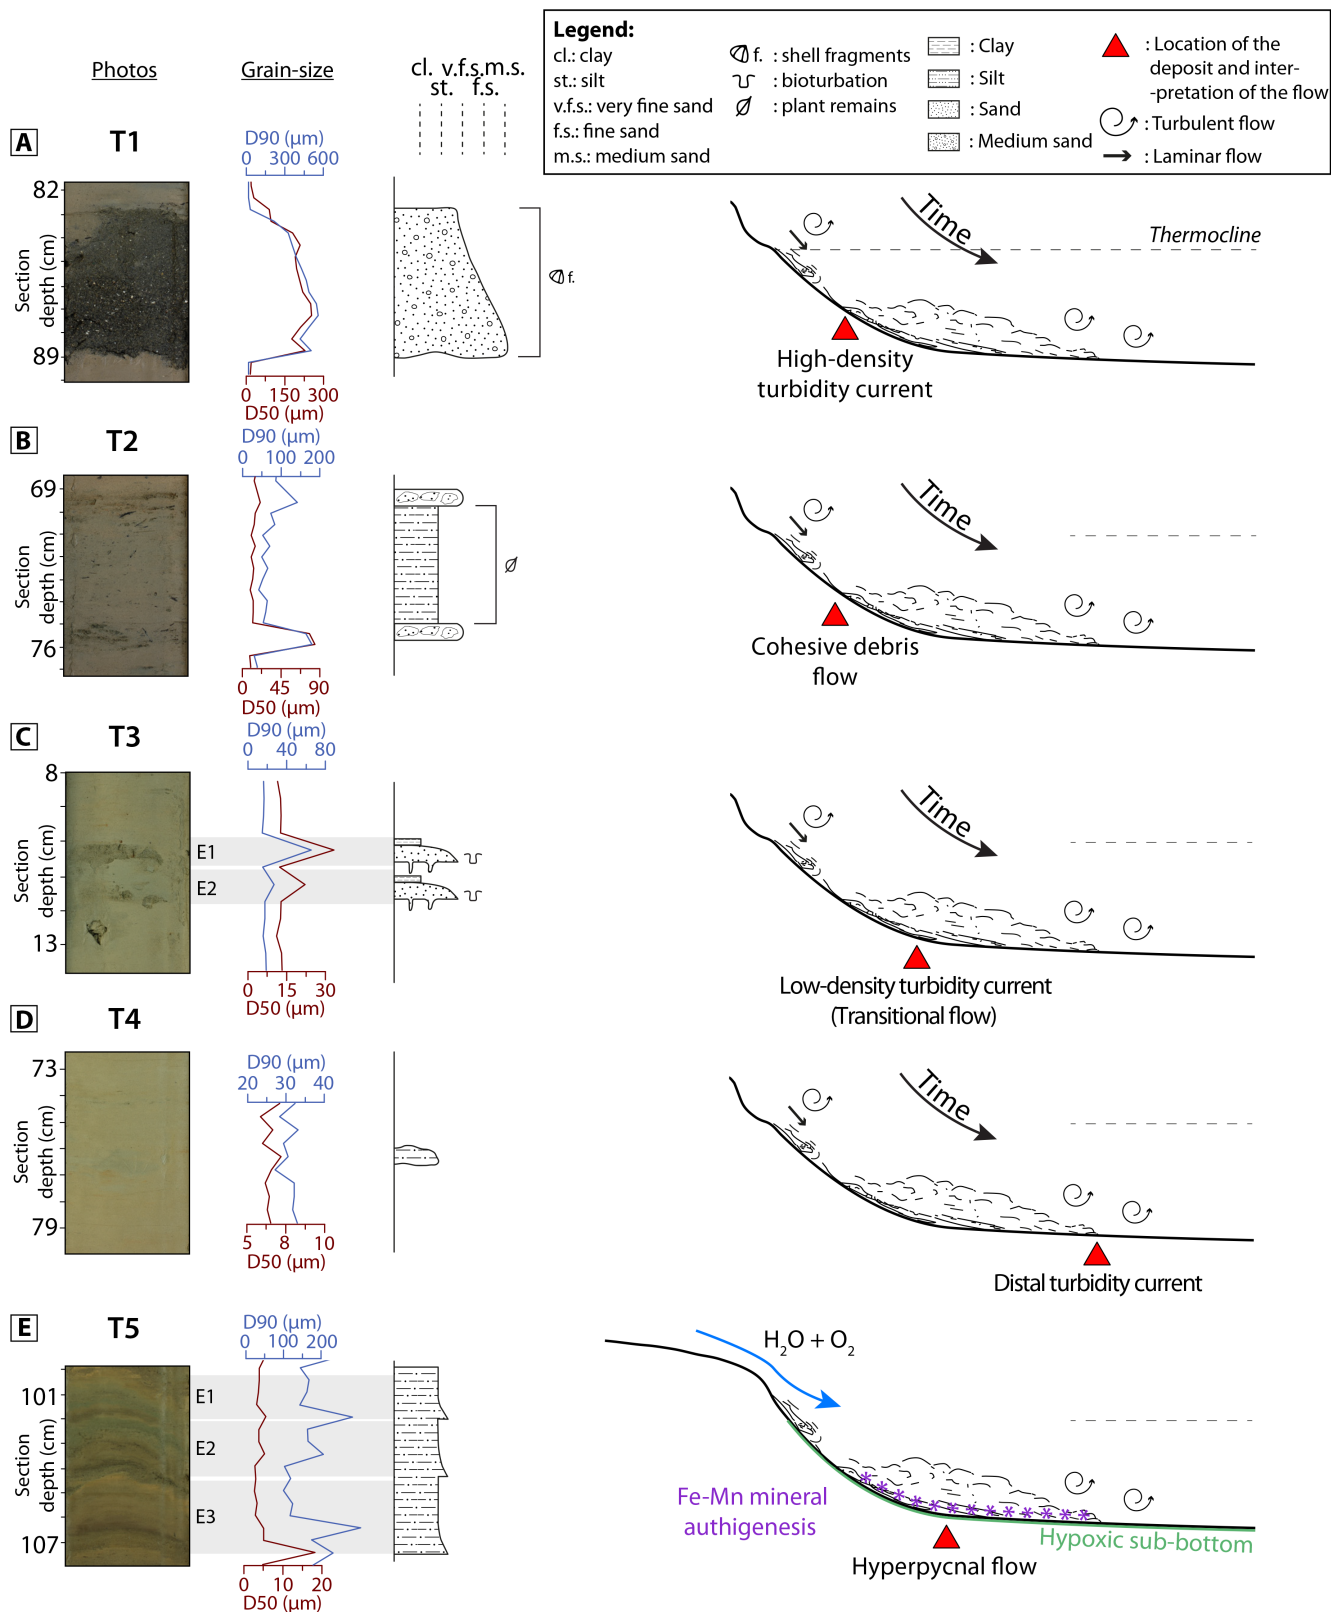 Photos
Grain-size
cl. v.f.s.m.s.
st. f.s.
Legend:
cl.: clay
st.: silt
v.f.s.: very fine sand
f.s.: fine sand
m.s.: medium sand
f. : shell fragments
: bioturbation
: plant remains
: Clay
: Silt
: Sand
: Medium sand
: Location of the
deposit and inter-
-pretation of the flow
: Turbulent flow
: Laminar flow
A
T1
D90 (μm)
0 300 600
82
Section
depth (cm)
89
0 150 300
D50 (μm)
f.
Time
Thermocline
High-density
turbidity current
B
T2
D90 (μm)
0 100 200
69
Section
depth (cm)
76
0 45 90
D50 (μm)
Time
Cohesive debris
flow
C
T3
D90 (μm)
0 40 80
8
Section
depth (cm)
13
E1
E2
0 15 30
D50 (μm)
Time
Low-density turbidity current
(Transitional flow)
D
T4
D90 (μm)
20 30 40
73
Section
depth (cm)
79
5 8 10
D50 (μm)
Time
Distal turbidity current
E
T5
D90 (μm)
0 100 200
101
Section
depth (cm)
107
E1
E2
E3
0 10 20
D50 (μm)
H2O + O2
Fe-Mn mineral
authigenesis
Hypoxic sub-bottom
Hyperpycnal flow